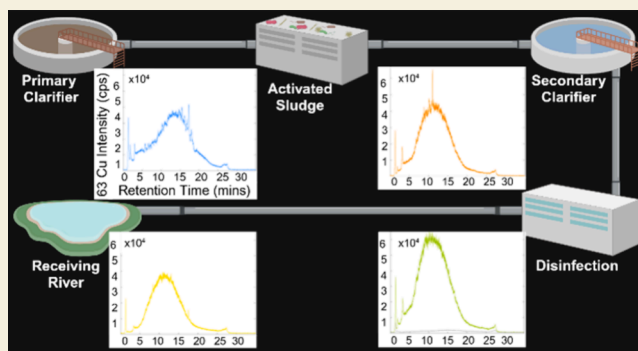 Primary
Clarifier
Activated
Sludge
Secondary
Clarifier
63 Cu Intensity (cps)
x10⁴
6
5
4
3
2
1
0 5 10 15 20 25 30
Retention Time (mins)
x10⁴
6
5
4
3
2
1
0 5 10 15 20 25 30
Receiving
River
x10⁴
6
5
4
3
2
1
0 5 10 15 20 25 30
x10⁴
6
5
4
3
2
1
0 5 10 15 20 25 30
Disinfection